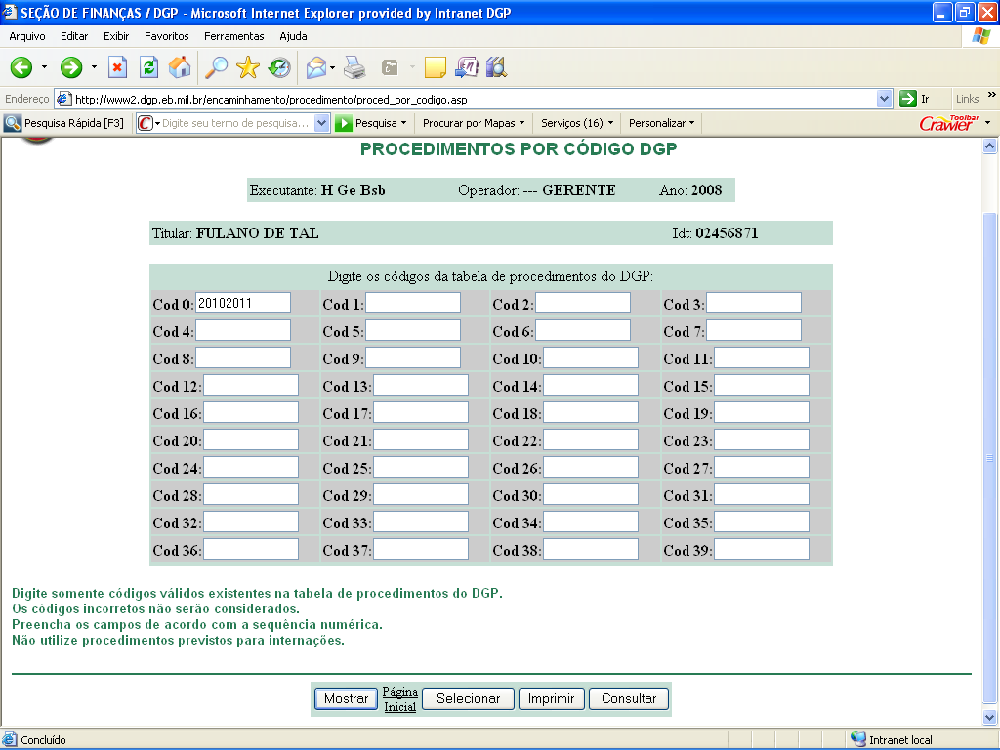 SEÇÃO DE FINANÇAS / DGP - Microsoft Internet Explorer provided by Intranet DGP
Arquivo Editar Exibir Favoritos Ferramentas Ajuda
Endereço http://www2.dgp.eb.mil.br/encaminhamento/procedimento/proced_por_codigo.asp Ir Links »
Pesquisa Rápida [F3] Digite seu termo de pesquisa... Pesquisa Procurar por Mapas Serviços (16) Personalizar Crawler Toolbar
PROCEDIMENTOS POR CÓDIGO DGP
Executante: H Ge Bsb Operador: --- GERENTE Ano: 2008
Titular: FULANO DE TAL Idt: 02456871
Digite os códigos da tabela de procedimentos do DGP:
Cod 0: 20102011 Cod 1: Cod 2: Cod 3:
Cod 4: Cod 5: Cod 6: Cod 7:
Cod 8: Cod 9: Cod 10: Cod 11:
Cod 12: Cod 13: Cod 14: Cod 15:
Cod 16: Cod 17: Cod 18: Cod 19:
Cod 20: Cod 21: Cod 22: Cod 23:
Cod 24: Cod 25: Cod 26: Cod 27:
Cod 28: Cod 29: Cod 30: Cod 31:
Cod 32: Cod 33: Cod 34: Cod 35:
Cod 36: Cod 37: Cod 38: Cod 39:
Digite somente códigos válidos existentes na tabela de procedimentos do DGP.
Os códigos incorretos não serão considerados.
Preencha os campos de acordo com a sequência numérica.
Não utilize procedimentos previstos para internações.
Mostrar Página Inicial Selecionar Imprimir Consultar
Concluído Intranet local